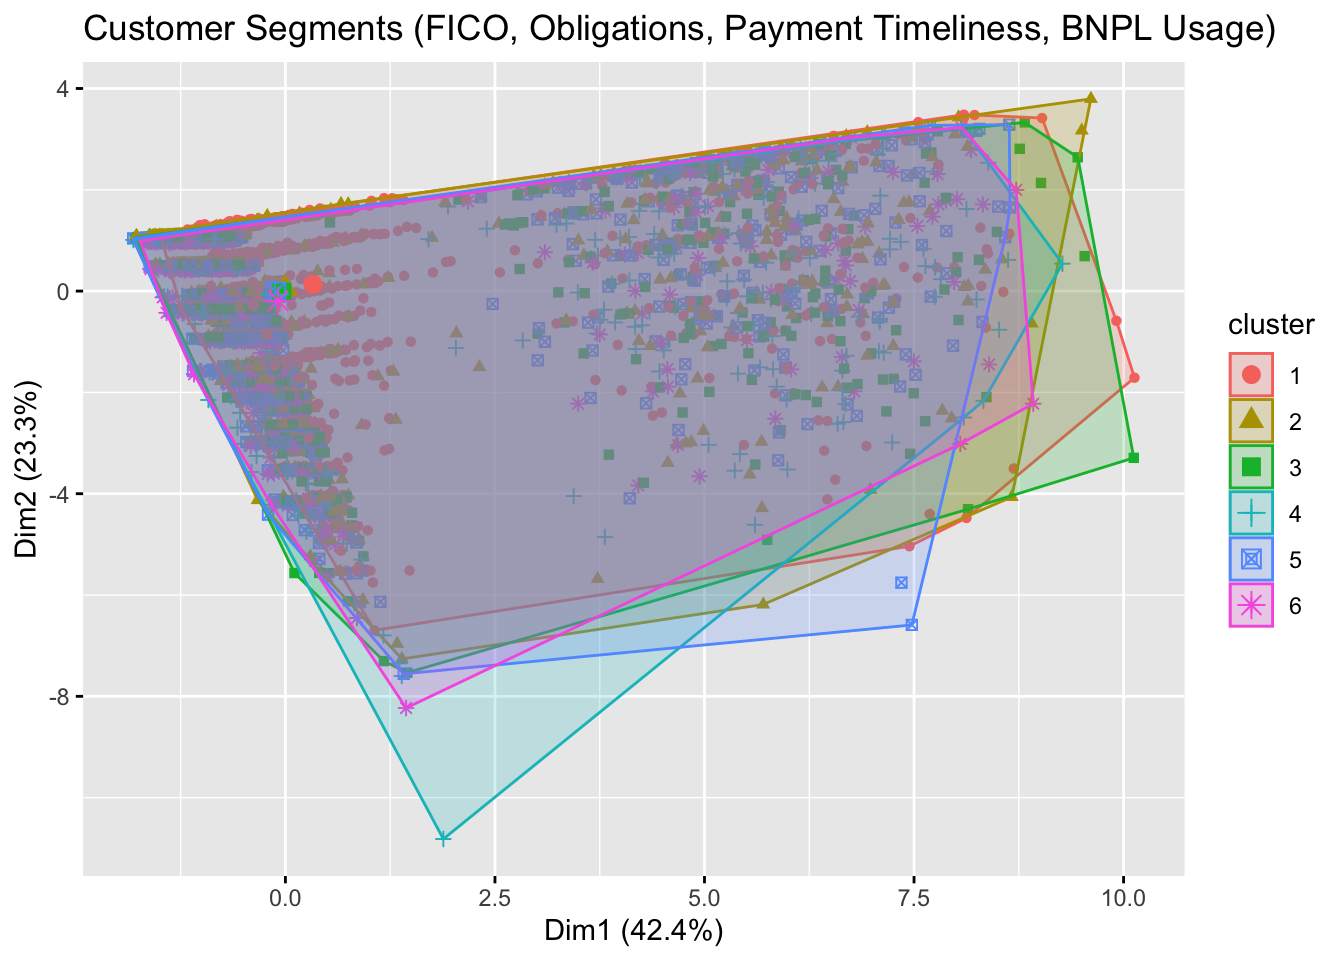 Customer Segments (FICO, Obligations, Payment Timeliness, BNPL Usage)
4
0
-4
-8
Dim2 (23.3%)
0.0 2.5 5.0 7.5 10.0
Dim1 (42.4%)
cluster
1
2
3
4
5
6